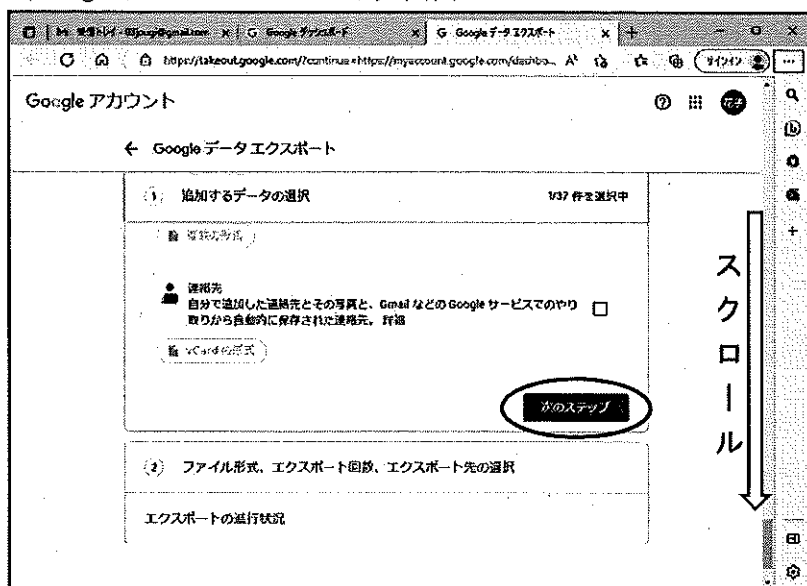 G Google データ エクスポート
https://takeout.google.com/?continue=https://myaccount.google.com/dashbo...
Google アカウント
花子
← Google データ エクスポート
1 追加するデータの選択
1/37 件を選択中
連絡先
自分で追加した連絡先とその写真と、Gmail などの Google サービスでのやり
取りから自動的に保存された連絡先。 詳細
vCard の形式
次のステップ
2 ファイル形式、エクスポート回数、エクスポート先の選択
エクスポートの進行状況
スクロール